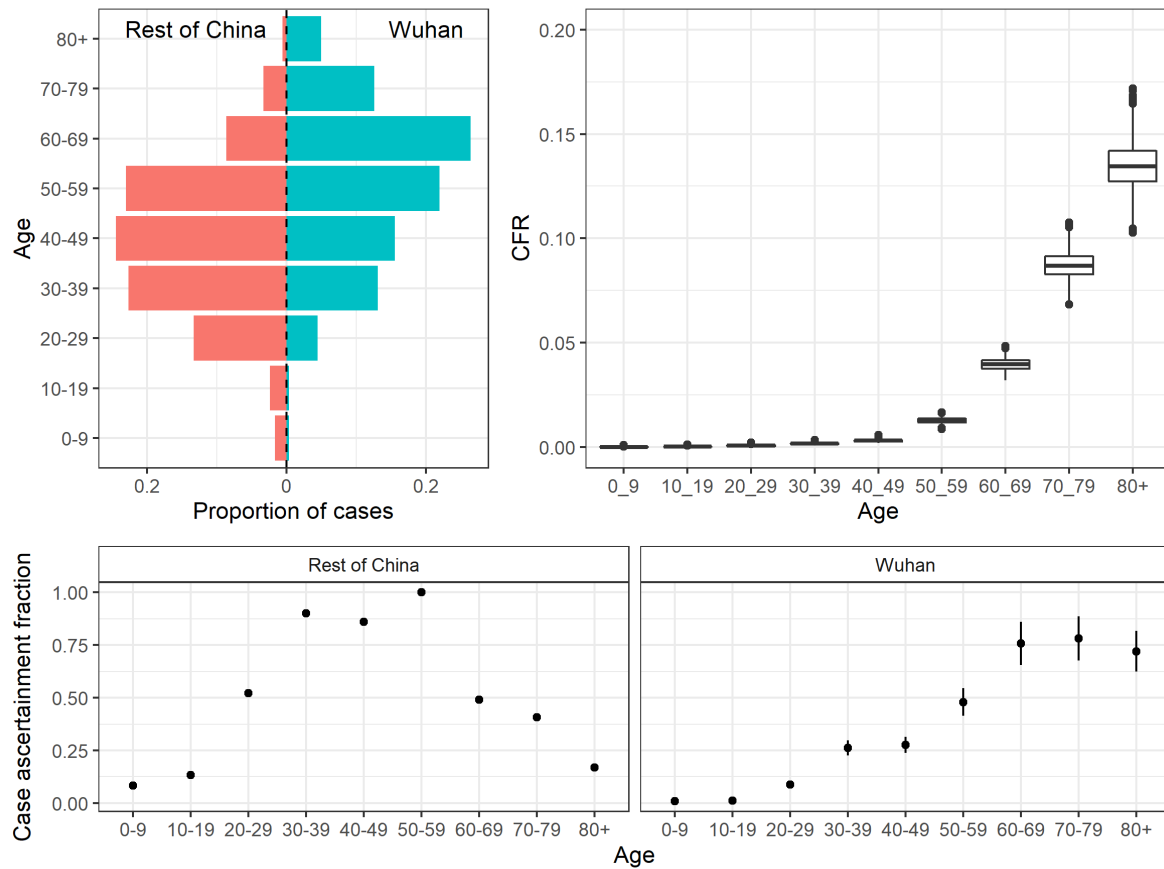 Rest of China
Wuhan
Age
80+
70-79
60-69
50-59
40-49
30-39
20-29
10-19
0-9
0.2 0 0.2
Proportion of cases
CFR
0.20
0.15
0.10
0.05
0.00
0_9 10_19 20_29 30_39 40_49 50_59 60_69 70_79 80+
Age
Case ascertainment fraction
Rest of China
Wuhan
1.00
0.75
0.50
0.25
0.00
0-9 10-19 20-29 30-39 40-49 50-59 60-69 70-79 80+
0-9 10-19 20-29 30-39 40-49 50-59 60-69 70-79 80+
Age